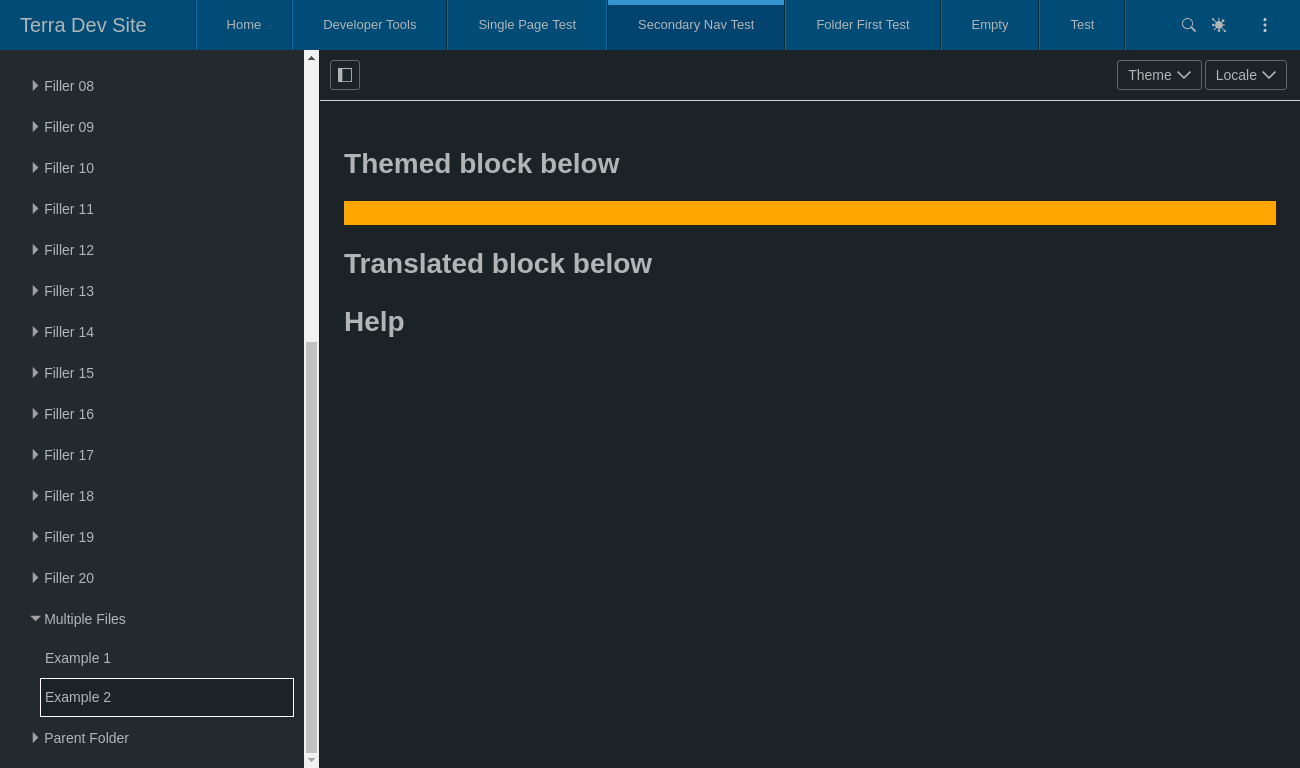 Terra Dev Site
Home
Developer Tools
Single Page Test
Secondary Nav Test
Folder First Test
Empty
Test
Filler 08
Filler 09
Filler 10
Filler 11
Filler 12
Filler 13
Filler 14
Filler 15
Filler 16
Filler 17
Filler 18
Filler 19
Filler 20
Multiple Files
Example 1
Example 2
Parent Folder
Theme
Locale
Themed block below
Translated block below
Help